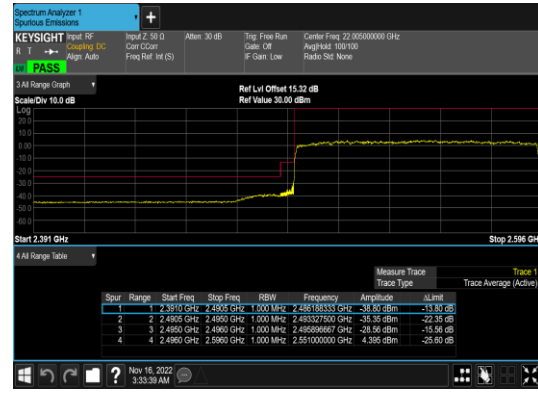 Spectrum Analyzer 1
Spurious Emissions
+
KEYSIGHT Input: RF Input Z: 50 Ω Atten: 30 dB Trig: Free Run Center Freq: 22.905000000 GHz
R T Coupling: DC Corr CCorr Gate: Off Avg|Hold: 100/100
Align: Auto Freq Ref: Int (S) IF Gain: Low Radio Std: None
PASS
3 All Range Graph Ref Lvl Offset 15.32 dB
Scale/Div 10.0 dB Ref Value 30.00 dBm
Log
20.0
10.0
0.00
-10.0
-20.0
-30.0
-40.0
-50.0
-60.0
Start 2.391 GHz Stop 2.596 GHz
4 All Range Table
Measure Trace Trace 1
Trace Type Trace Average (Active)
Spur Range Start Freq Stop Freq RBW Frequency Amplitude ΔLimit
1 1 2.3910 GHz 2.4905 GHz 1.000 MHz 2.486188333 GHz -38.80 dBm -13.80 dB
2 2 2.4905 GHz 2.4950 GHz 1.000 MHz 2.493327500 GHz -35.35 dBm -22.35 dB
3 3 2.4950 GHz 2.4960 GHz 1.000 MHz 2.495896667 GHz -28.56 dBm -15.56 dB
4 4 2.4960 GHz 2.5960 GHz 1.000 MHz 2.551000000 GHz 4.395 dBm -25.60 dB
? Nov 16, 2022
3:33:39 AM